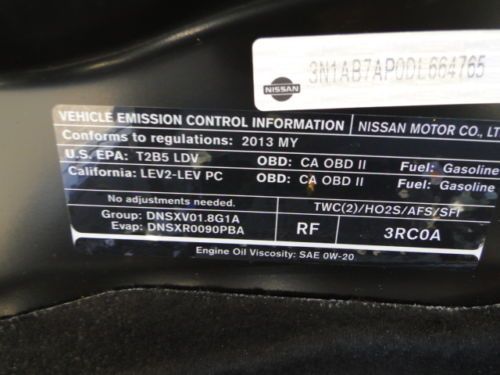 3N1AB7AP0DL664765
NISSAN
VEHICLE EMISSION CONTROL INFORMATION NISSAN MOTOR CO., LT
Conforms to regulations: 2013 MY
U.S. EPA: T2B5 LDV OBD: CA OBD II Fuel: Gasoline
California: LEV2-LEV PC OBD: CA OBD II Fuel: Gasoline
No adjustments needed. TWC(2)/HO2S/AFS/SFI
Group: DNSXV01.8G1A
Evap: DNSXR0090PBA RF 3RC0A
Engine Oil Viscosity: SAE 0W-20